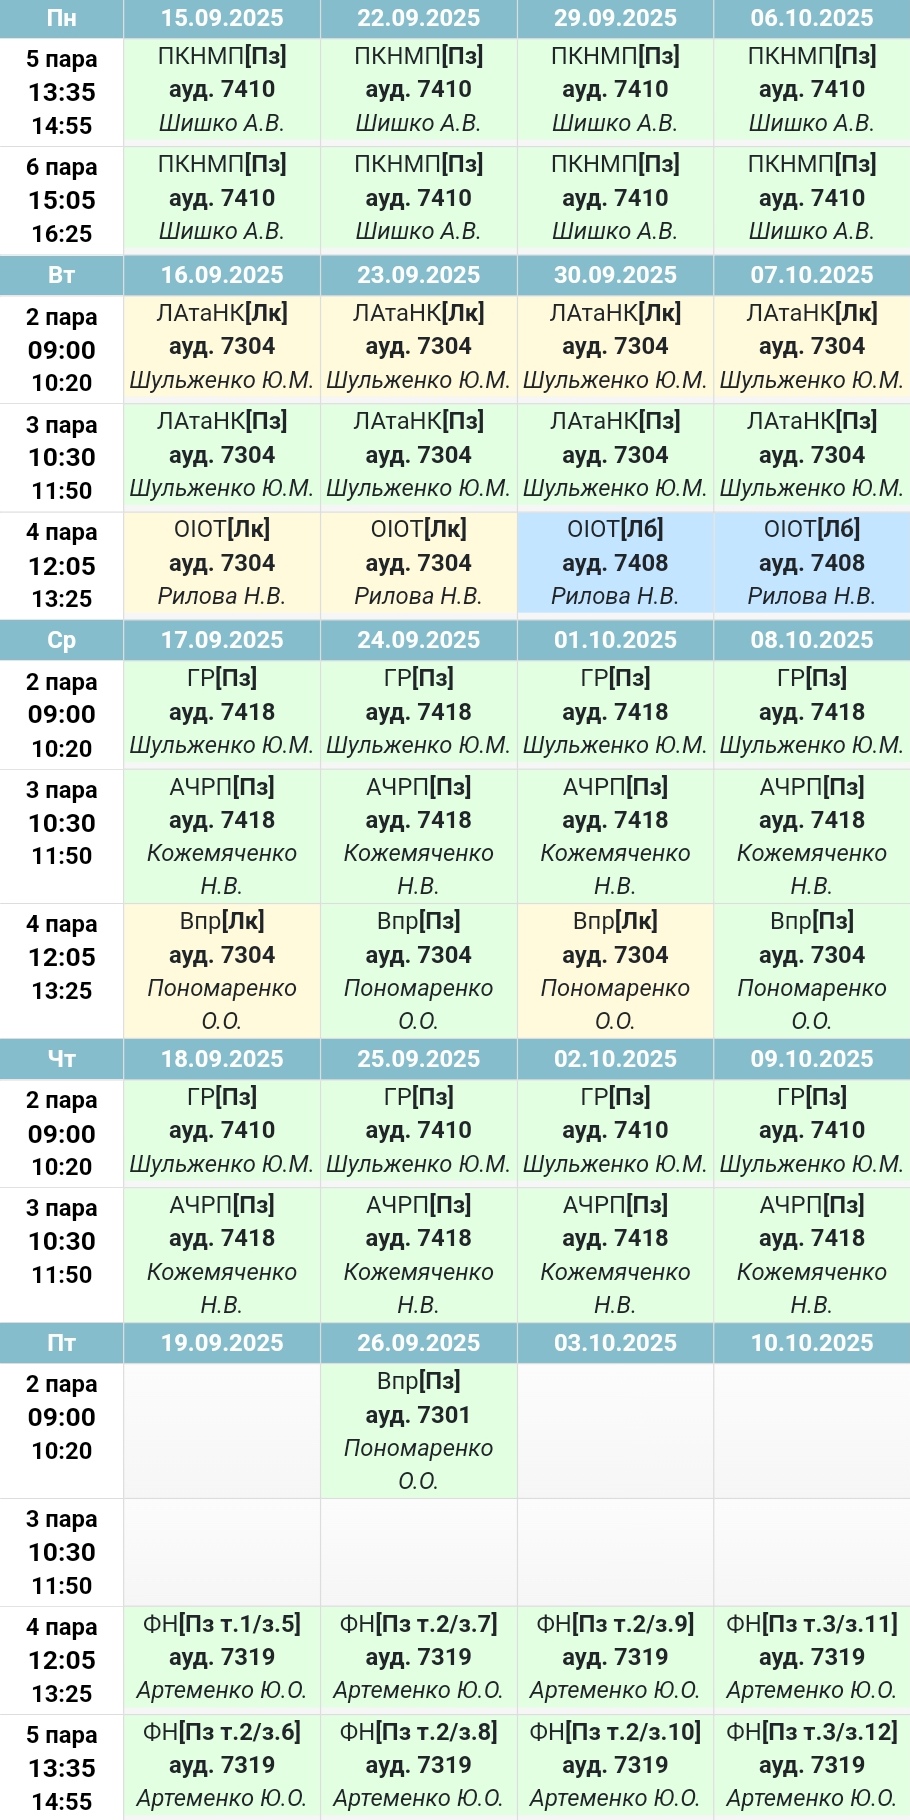 Пн 15.09.2025 22.09.2025 29.09.2025 06.10.2025
5 пара ПКНМП[Пз] ПКНМП[Пз] ПКНМП[Пз] ПКНМП[Пз]
13:35 ауд. 7410 ауд. 7410 ауд. 7410 ауд. 7410
14:55 Шишко А.В. Шишко А.В. Шишко А.В. Шишко А.В.
6 пара ПКНМП[Пз] ПКНМП[Пз] ПКНМП[Пз] ПКНМП[Пз]
15:05 ауд. 7410 ауд. 7410 ауд. 7410 ауд. 7410
16:25 Шишко А.В. Шишко А.В. Шишко А.В. Шишко А.В.
Вт 16.09.2025 23.09.2025 30.09.2025 07.10.2025
2 пара ЛАтаНК[Лк] ЛАтаНК[Лк] ЛАтаНК[Лк] ЛАтаНК[Лк]
09:00 ауд. 7304 ауд. 7304 ауд. 7304 ауд. 7304
10:20 Шульженко Ю.М. Шульженко Ю.М. Шульженко Ю.М. Шульженко Ю.М.
3 пара ЛАтаНК[Пз] ЛАтаНК[Пз] ЛАтаНК[Пз] ЛАтаНК[Пз]
10:30 ауд. 7304 ауд. 7304 ауд. 7304 ауд. 7304
11:50 Шульженко Ю.М. Шульженко Ю.М. Шульженко Ю.М. Шульженко Ю.М.
4 пара ОІОТ[Лк] ОІОТ[Лк] ОІОТ[Лб] ОІОТ[Лб]
12:05 ауд. 7304 ауд. 7304 ауд. 7408 ауд. 7408
13:25 Рилова Н.В. Рилова Н.В. Рилова Н.В. Рилова Н.В.
Ср 17.09.2025 24.09.2025 01.10.2025 08.10.2025
2 пара ГР[Пз] ГР[Пз] ГР[Пз] ГР[Пз]
09:00 ауд. 7418 ауд. 7418 ауд. 7418 ауд. 7418
10:20 Шульженко Ю.М. Шульженко Ю.М. Шульженко Ю.М. Шульженко Ю.М.
3 пара АЧРП[Пз] АЧРП[Пз] АЧРП[Пз] АЧРП[Пз]
10:30 ауд. 7418 ауд. 7418 ауд. 7418 ауд. 7418
11:50 Кожемяченко Кожемяченко Кожемяченко Кожемяченко
Н.В. Н.В. Н.В. Н.В.
4 пара Впр[Лк] Впр[Пз] Впр[Лк] Впр[Пз]
12:05 ауд. 7304 ауд. 7304 ауд. 7304 ауд. 7304
13:25 Пономаренко Пономаренко Пономаренко Пономаренко
О.О. О.О. О.О. О.О.
Чт 18.09.2025 25.09.2025 02.10.2025 09.10.2025
2 пара ГР[Пз] ГР[Пз] ГР[Пз] ГР[Пз]
09:00 ауд. 7410 ауд. 7410 ауд. 7410 ауд. 7410
10:20 Шульженко Ю.М. Шульженко Ю.М. Шульженко Ю.М. Шульженко Ю.М.
3 пара АЧРП[Пз] АЧРП[Пз] АЧРП[Пз] АЧРП[Пз]
10:30 ауд. 7418 ауд. 7418 ауд. 7418 ауд. 7418
11:50 Кожемяченко Кожемяченко Кожемяченко Кожемяченко
Н.В. Н.В. Н.В. Н.В.
Пт 19.09.2025 26.09.2025 03.10.2025 10.10.2025
2 пара Впр[Пз]
09:00 ауд. 7301
10:20 Пономаренко
О.О.
3 пара
10:30
11:50
4 пара ФН[Пз т.1/з.5] ФН[Пз т.2/з.7] ФН[Пз т.2/з.9] ФН[Пз т.3/з.11]
12:05 ауд. 7319 ауд. 7319 ауд. 7319 ауд. 7319
13:25 Артеменко Ю.О. Артеменко Ю.О. Артеменко Ю.О. Артеменко Ю.О.
5 пара ФН[Пз т.2/з.6] ФН[Пз т.2/з.8] ФН[Пз т.2/з.10] ФН[Пз т.3/з.12]
13:35 ауд. 7319 ауд. 7319 ауд. 7319 ауд. 7319
14:55 Артеменко Ю.О. Артеменко Ю.О. Артеменко Ю.О. Артеменко Ю.О.